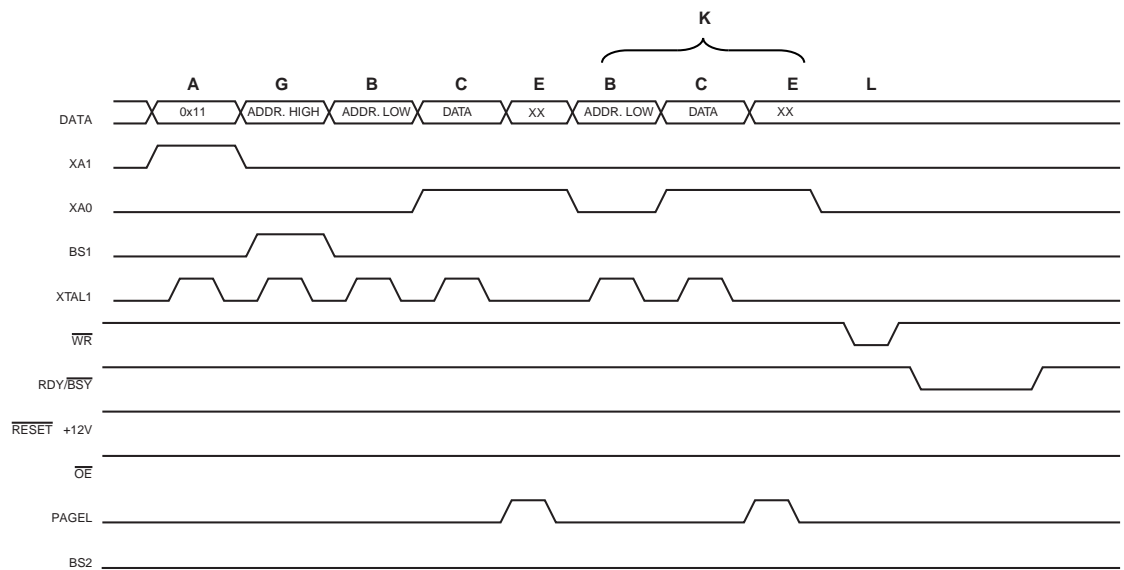 K
A G B C E B C E L
DATA 0x11 ADDR. HIGH ADDR. LOW DATA XX ADDR. LOW DATA XX
XA1
XA0
BS1
XTAL1
WR
RDY/BSY
RESET +12V
OE
PAGEL
BS2